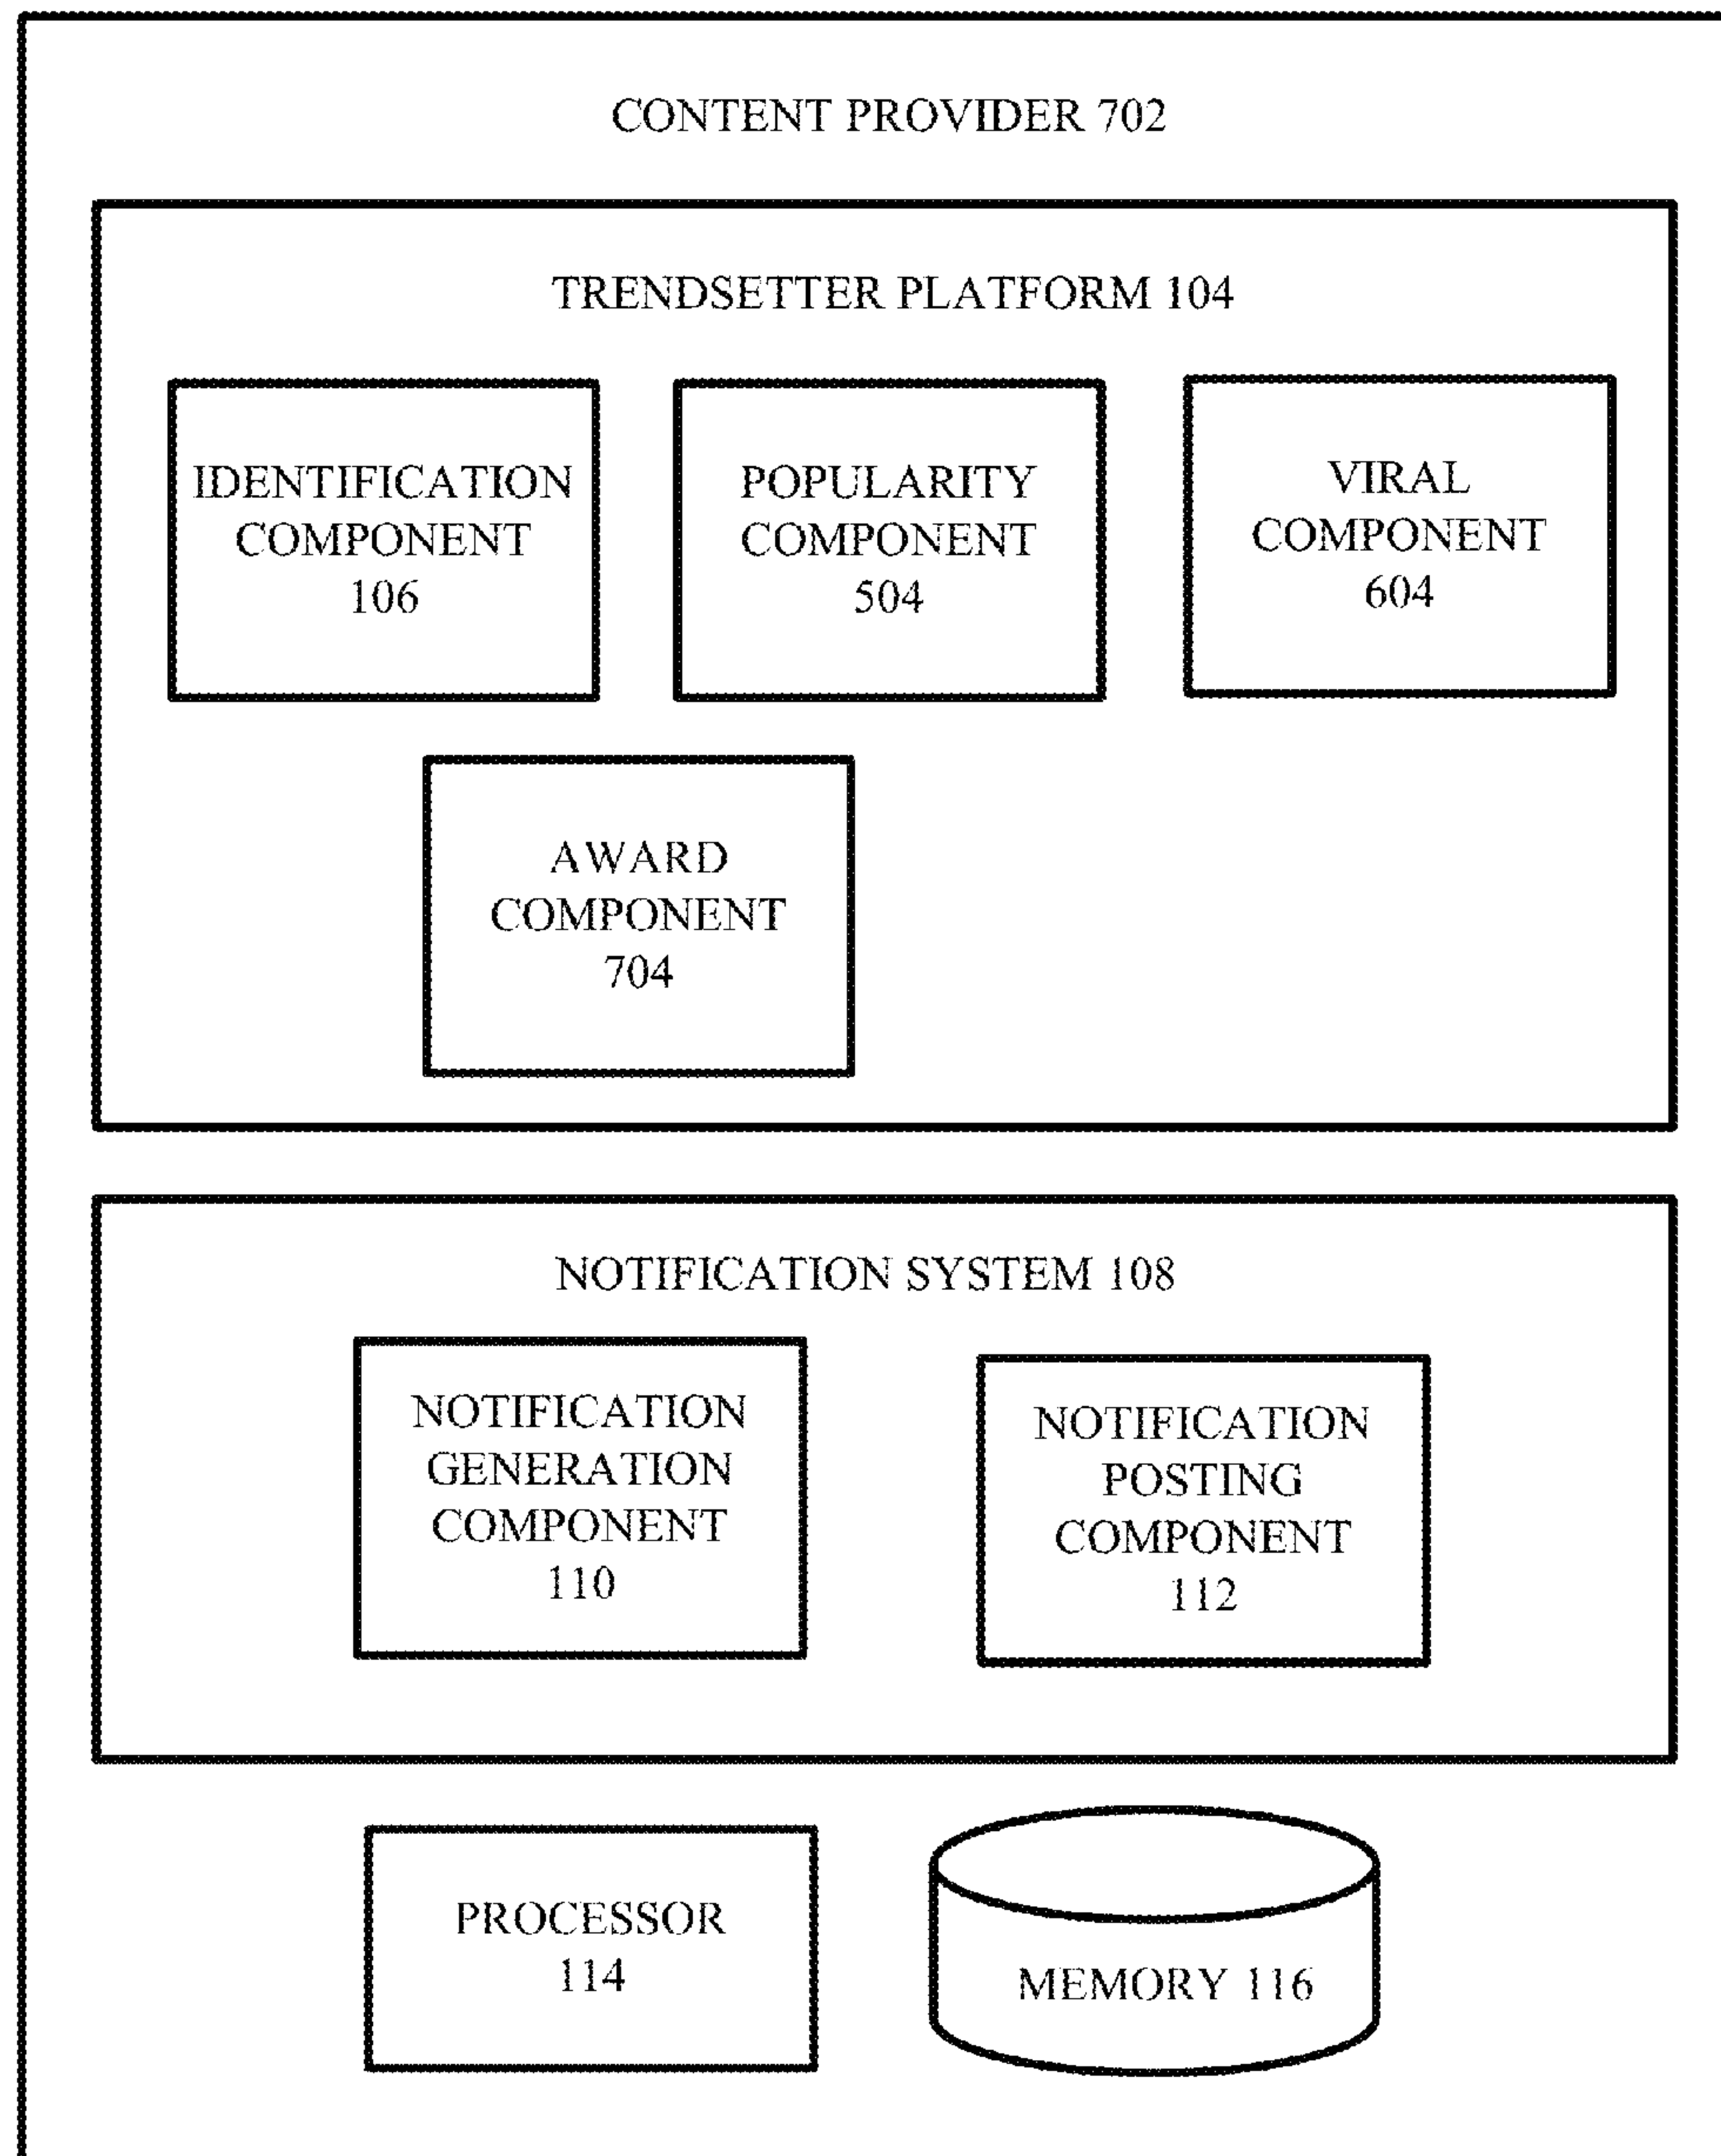 CONTENT PROVIDER 702
TRENDSETTER PLATFORM 104
IDENTIFICATION
COMPONENT
106
POPULARITY
COMPONENT
504
VIRAL
COMPONENT
604
AWARD
COMPONENT
704
NOTIFICATION SYSTEM 108
NOTIFICATION
GENERATION
COMPONENT
110
NOTIFICATION
POSTING
COMPONENT
112
PROCESSOR
114
MEMORY 116